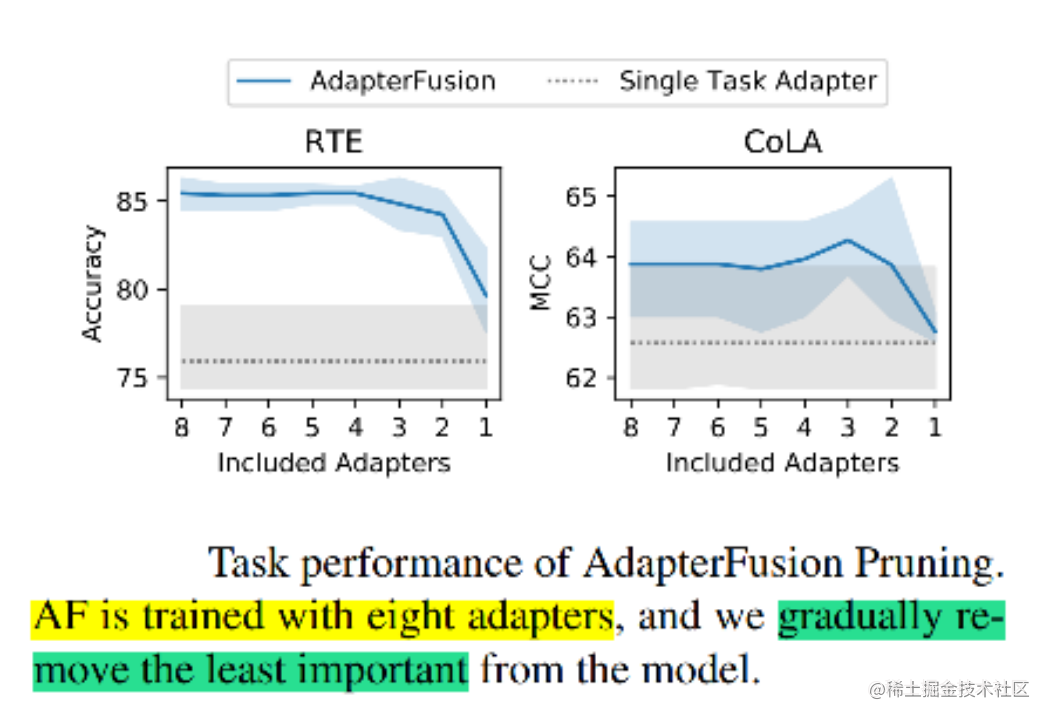 AdapterFusion Single Task Adapter
RTE CoLA
85
80
75
Accuracy
8 7 6 5 4 3 2 1
Included Adapters
65
64
63
62
MCC
8 7 6 5 4 3 2 1
Included Adapters
Task performance of AdapterFusion Pruning.
AF is trained with eight adapters, and we gradually re-
move the least important from the model.
@稀土掘金技术社区